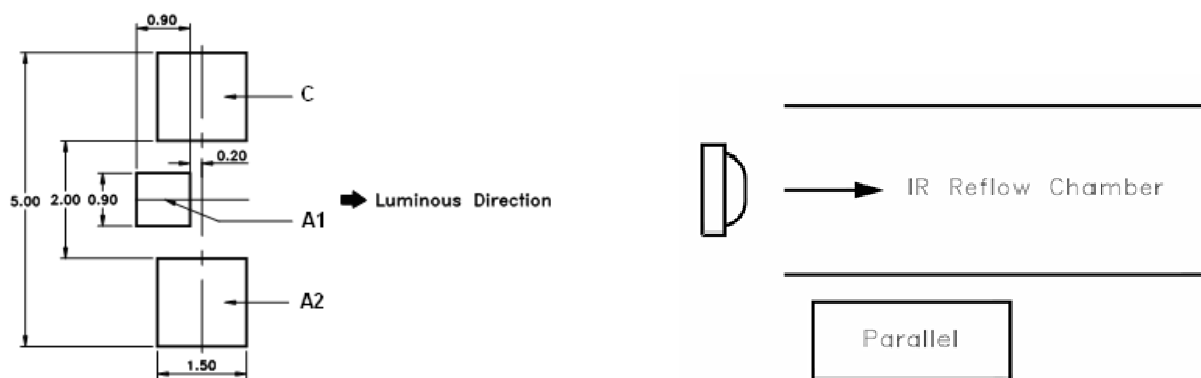 0.90
C
0.20
5.00
2.00
0.90
Luminous Direction
A1
A2
1.50
IR Reflow Chamber
Parallel